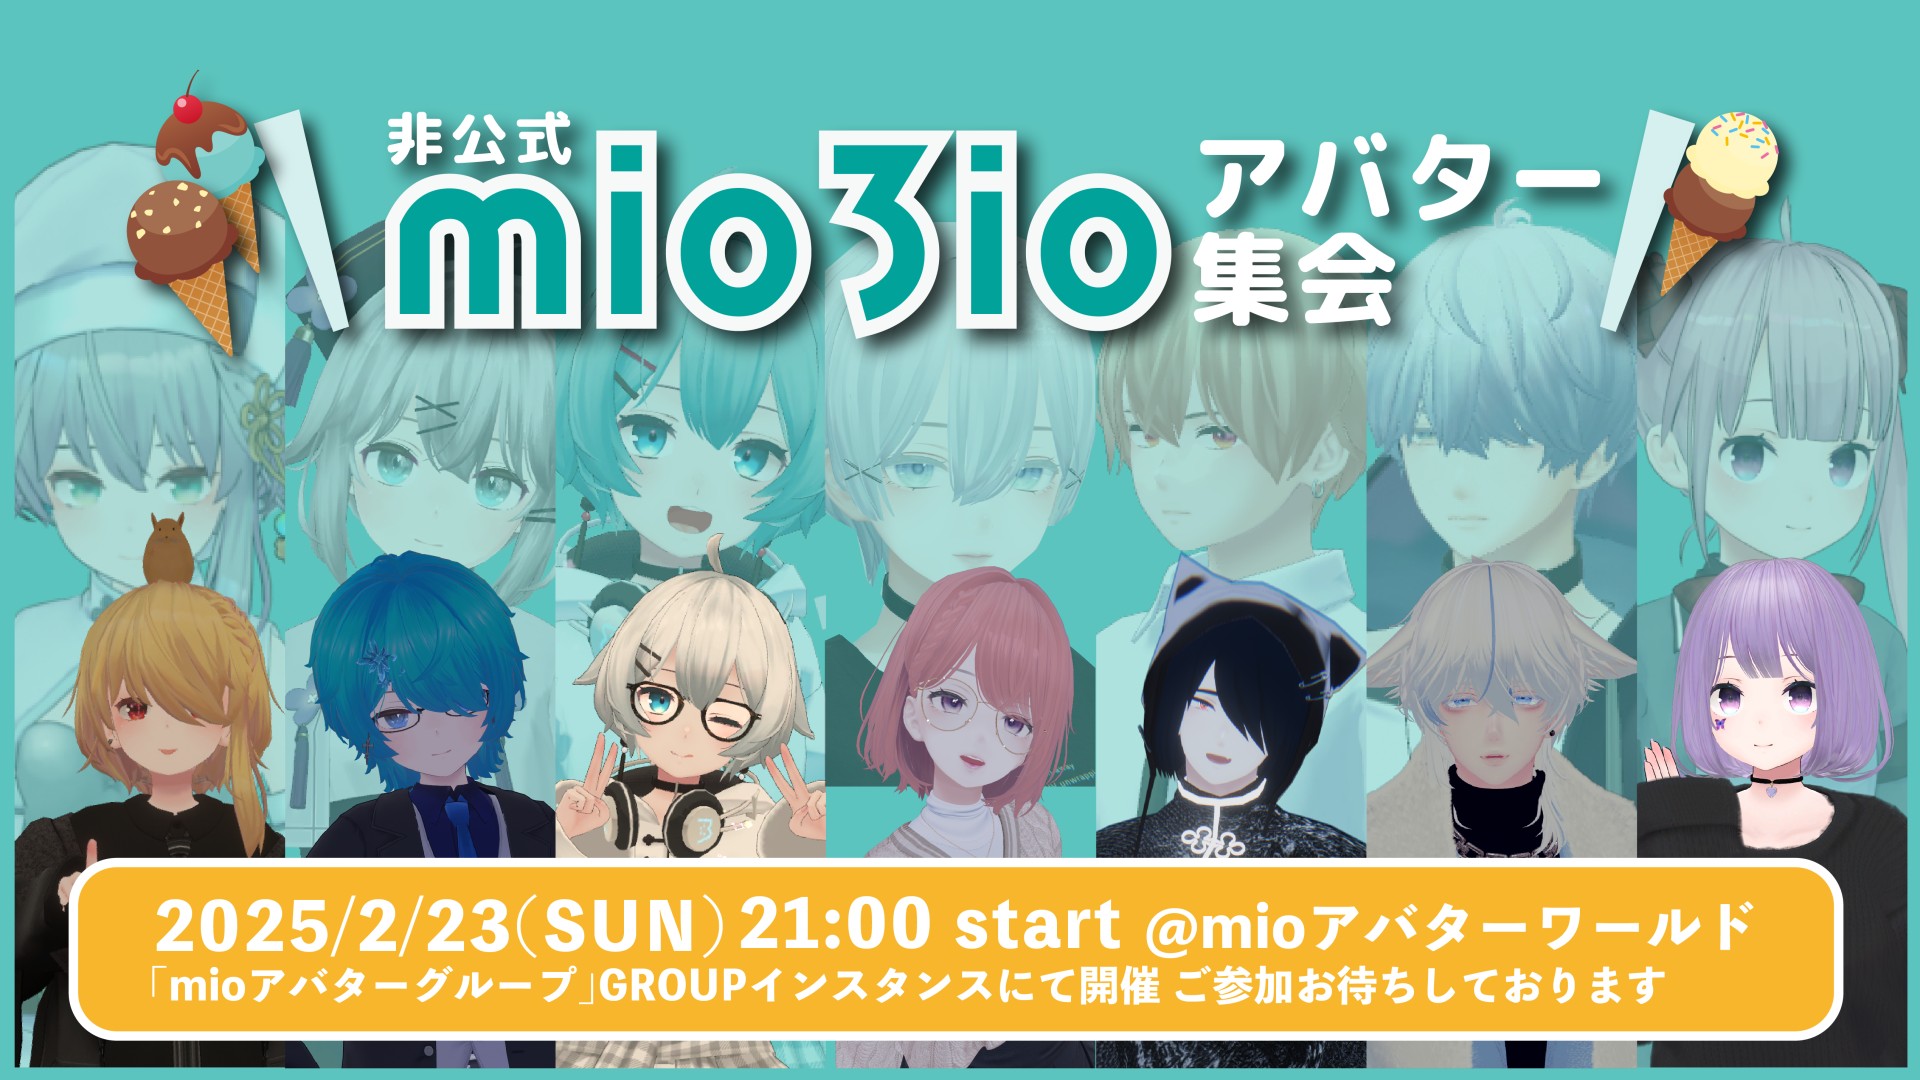 非公式
mio3io
アバター
集会
2025/2/23(SUN)21:00 start @mioアバターワールド
「mioアバターグループ」GROUPインスタンスにて開催 ご参加お待ちしております
3